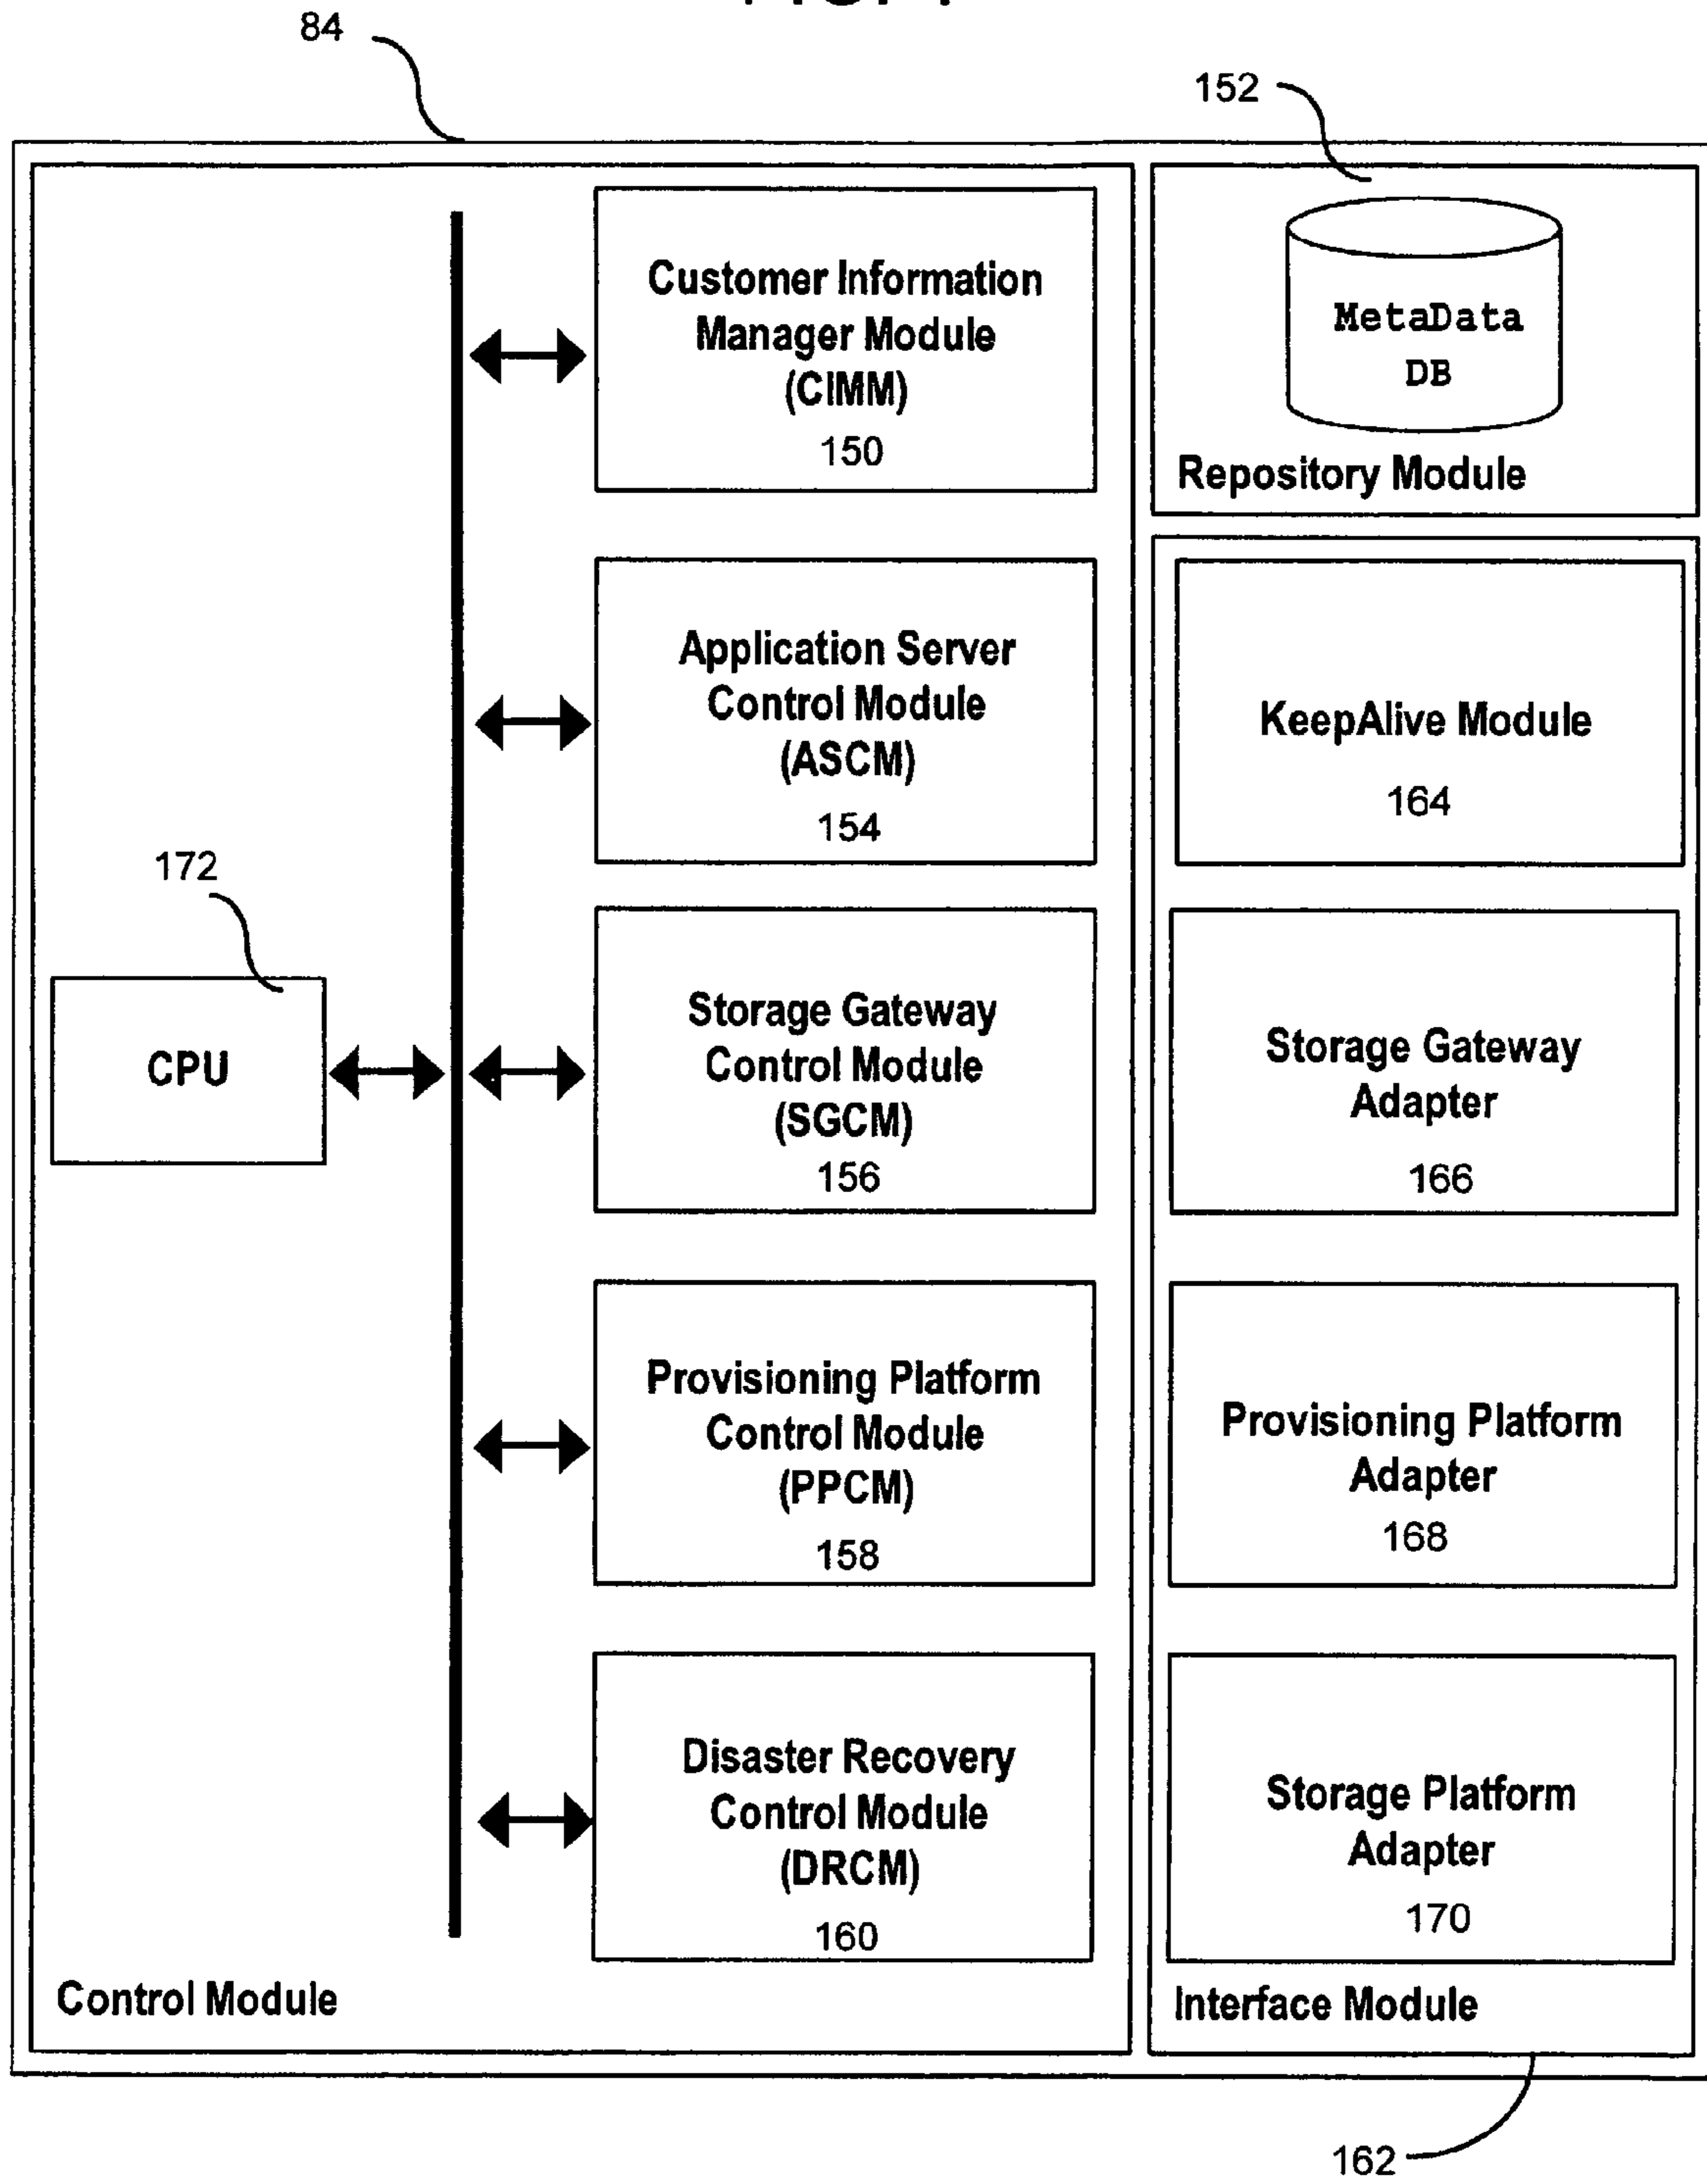 84
152
Customer Information
Manager Module
(CIMM)
150
MetaData
DB
Repository Module
Application Server
Control Module
(ASCM)
154
KeepAlive Module
164
172
CPU
Storage Gateway
Control Module
(SGCM)
156
Storage Gateway
Adapter
166
Provisioning Platform
Control Module
(PPCM)
158
Provisioning Platform
Adapter
168
Disaster Recovery
Control Module
(DRCM)
160
Storage Platform
Adapter
170
Control Module
Interface Module
162